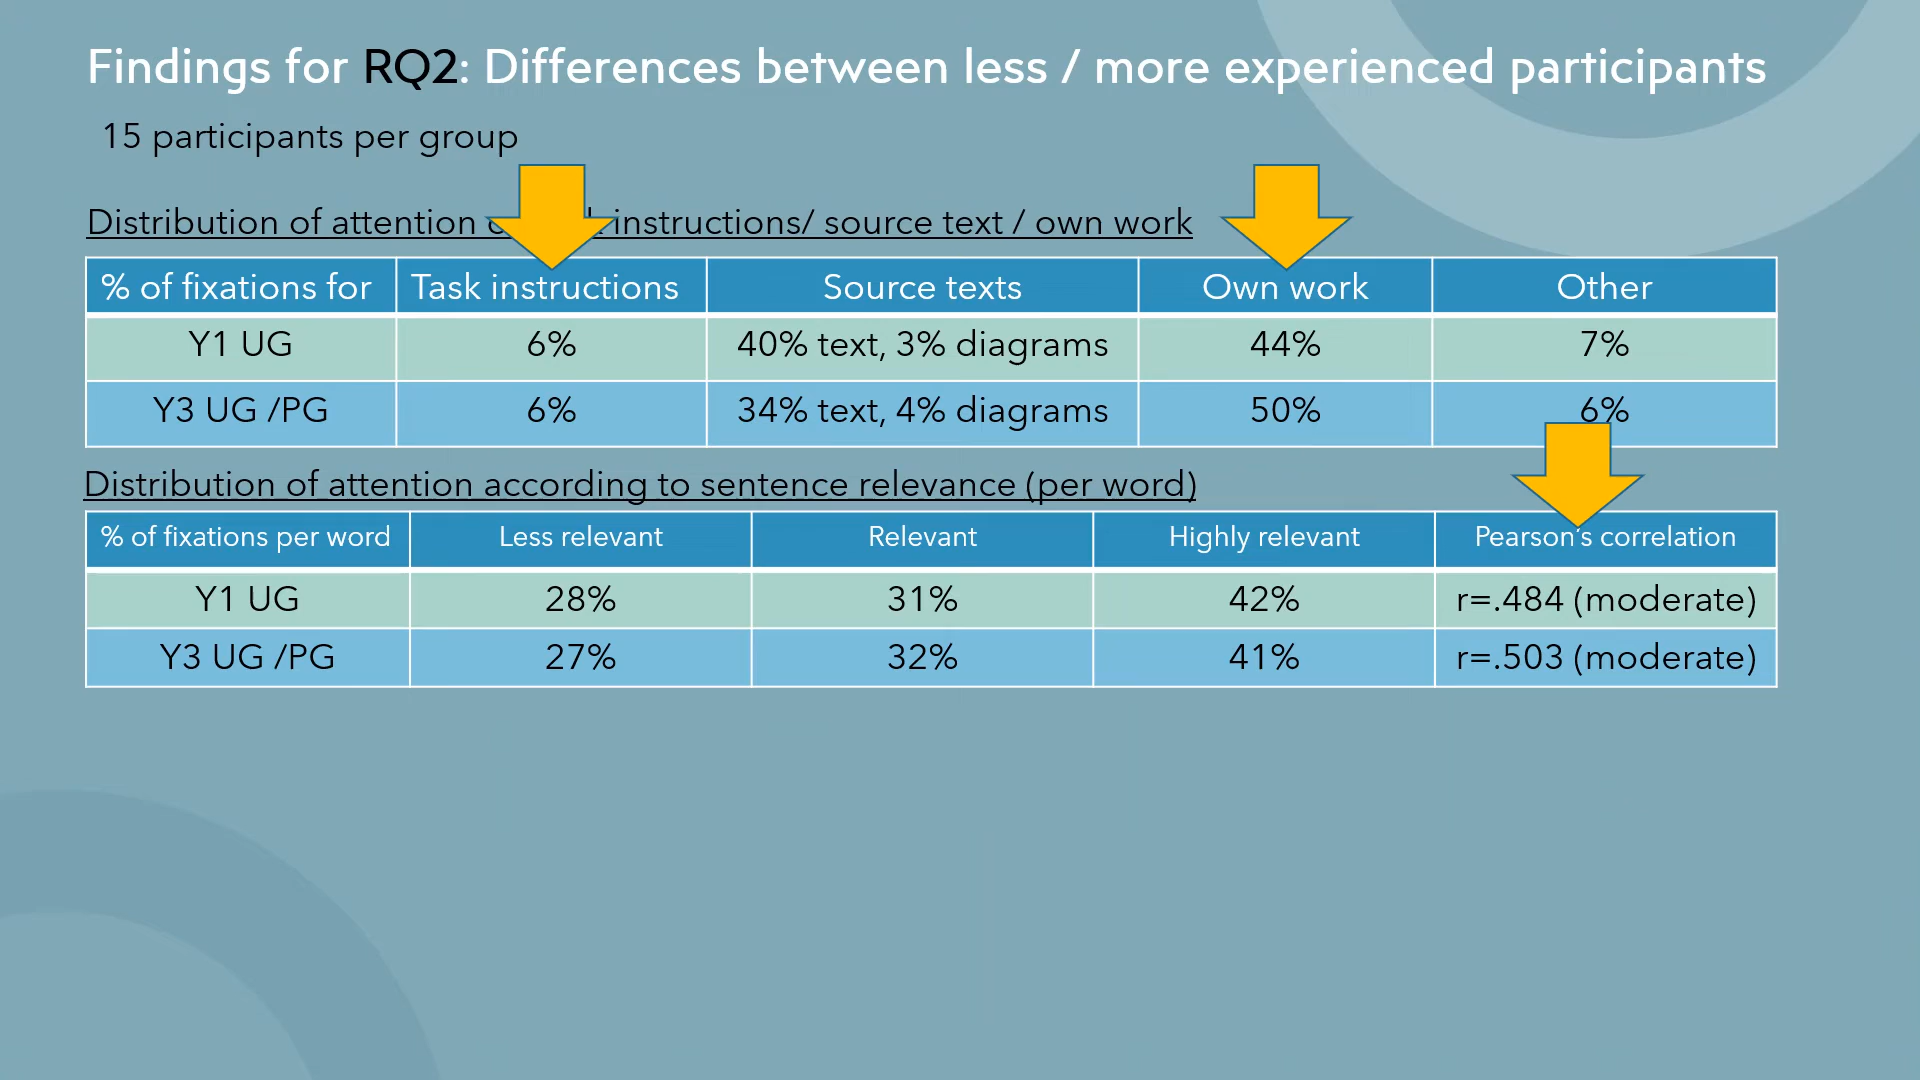 Findings for RQ2: Differences between less / more experienced participants
15 participants per group
Distribution of attention instructions/ source text / own work
% of fixations for Task instructions Source texts Own work Other
Y1 UG 6% 40% text, 3% diagrams 44% 7%
Y3 UG /PG 6% 34% text, 4% diagrams 50% 6%
Distribution of attention according to sentence relevance (per word)
% of fixations per word Less relevant Relevant Highly relevant Pearson's correlation
Y1 UG 28% 31% 42% r=.484 (moderate)
Y3 UG /PG 27% 32% 41% r=.503 (moderate)